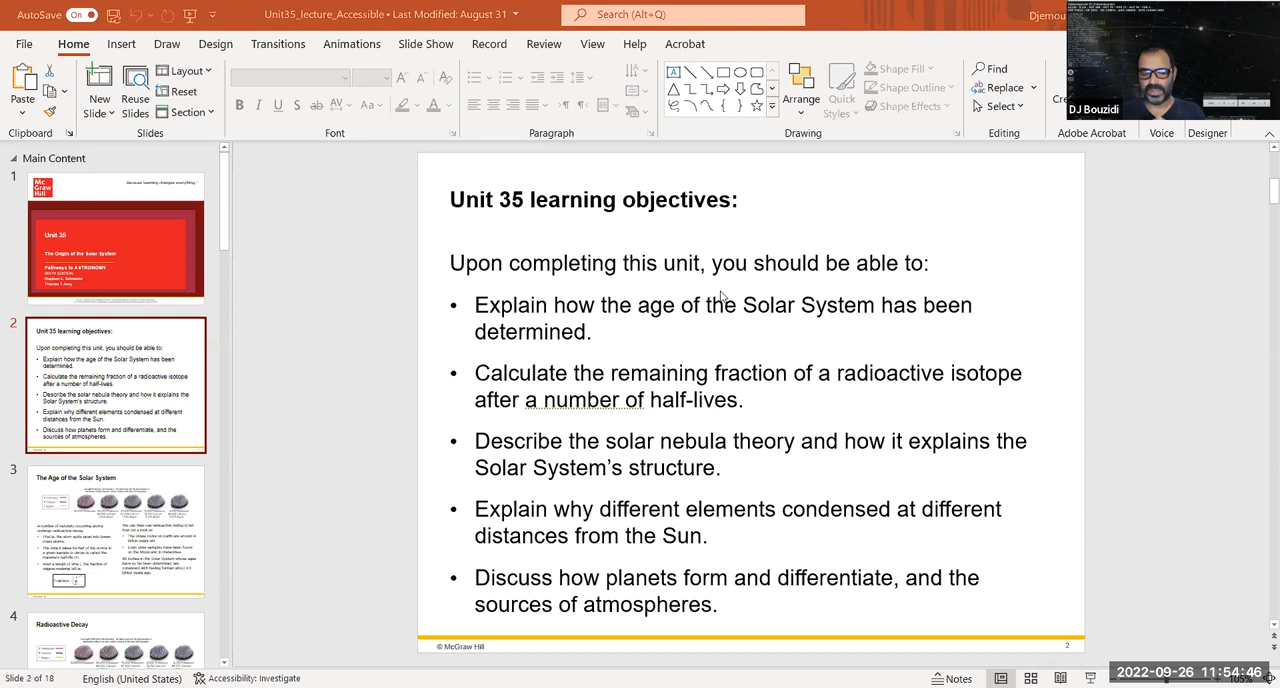 AutoSave On
Unit35_lecture_Accessible • Last Modified: August 31
Search (Alt+Q)
Djemou
File Home Insert Draw Design Transitions Animations Slide Show Record Review View Help Acrobat
DJ Bouzidi
Paste
New Slide
Reuse Slides
Layout
Reset
Section
B I U S ab AV Aa A
Arrange
Quick Styles
Shape Fill
Shape Outline
Shape Effects
Find
Replace
Select
Clipboard Slides Font Paragraph Drawing Editing Adobe Acrobat Voice Designer
Main Content
1
Mc
Graw
Hill
Because learning changes everything.
Unit 35
The Origin of the Solar System
Pathways to ASTRONOMY
2
Unit 35 learning objectives:
Upon completing this unit, you should be able to:
• Explain how the age of the Solar System has been
determined.
• Calculate the remaining fraction of a radioactive isotope
after a number of half-lives.
• Describe the solar nebula theory and how it explains the
Solar System's structure.
• Explain why different elements condensed at different
distances from the Sun.
• Discuss how planets form and differentiate, and the
sources of atmospheres.
3
The Age of the Solar System
4
Radioactive Decay
Unit 35 learning objectives:
Upon completing this unit, you should be able to:
• Explain how the age of the Solar System has been
determined.
• Calculate the remaining fraction of a radioactive isotope
after a number of half-lives.
• Describe the solar nebula theory and how it explains the
Solar System's structure.
• Explain why different elements condensed at different
distances from the Sun.
• Discuss how planets form and differentiate, and the
sources of atmospheres.
© McGraw Hill
2
Slide 2 of 18
English (United States)
Accessibility: Investigate
Notes
2022-09-26 11:54:46